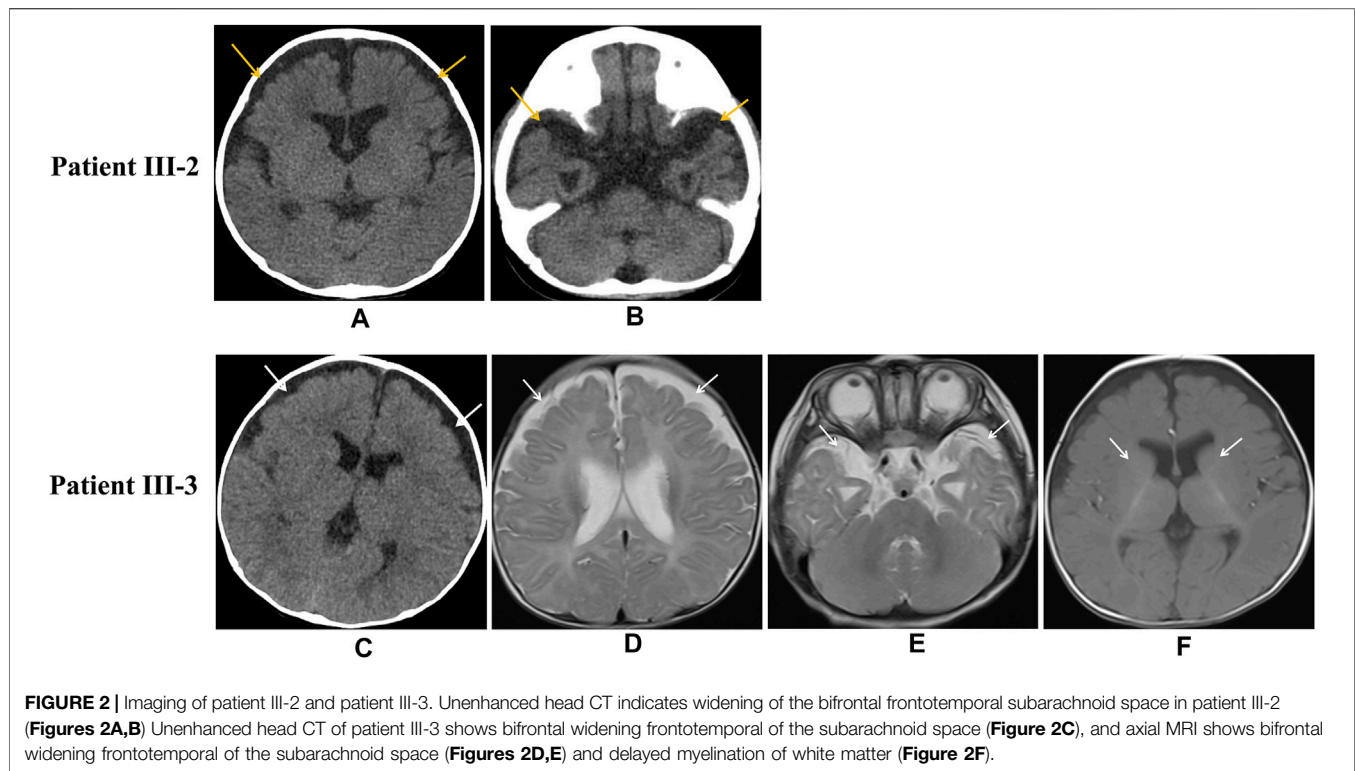 Patient III-2
A
B
Patient III-3
C
D
E
F
FIGURE 2 | Imaging of patient III-2 and patient III-3. Unenhanced head CT indicates widening of the bifrontal frontotemporal subarachnoid space in patient III-2
(Figures 2A,B) Unenhanced head CT of patient III-3 shows bifrontal widening frontotemporal of the subarachnoid space (Figure 2C), and axial MRI shows bifrontal
widening frontotemporal of the subarachnoid space (Figures 2D,E) and delayed myelination of white matter (Figure 2F).